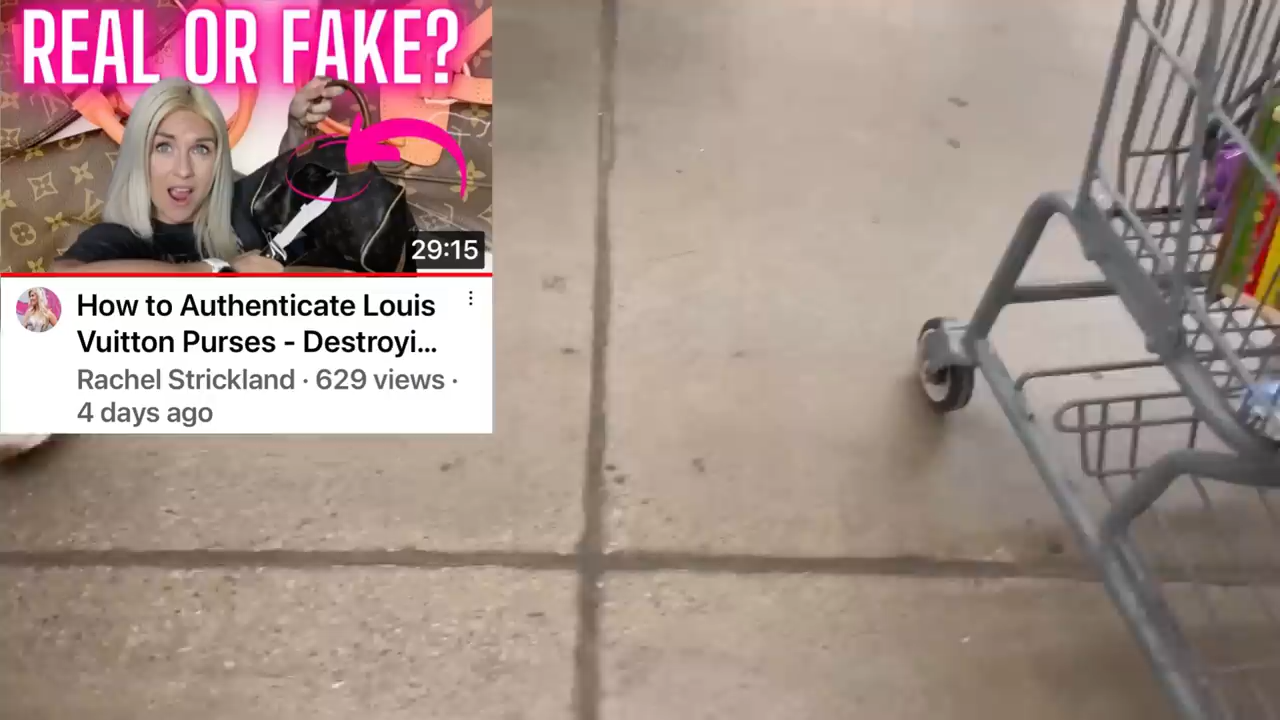 REAL OR FAKE?
29:15
How to Authenticate Louis
Vuitton Purses - Destroyi...
Rachel Strickland · 629 views ·
4 days ago